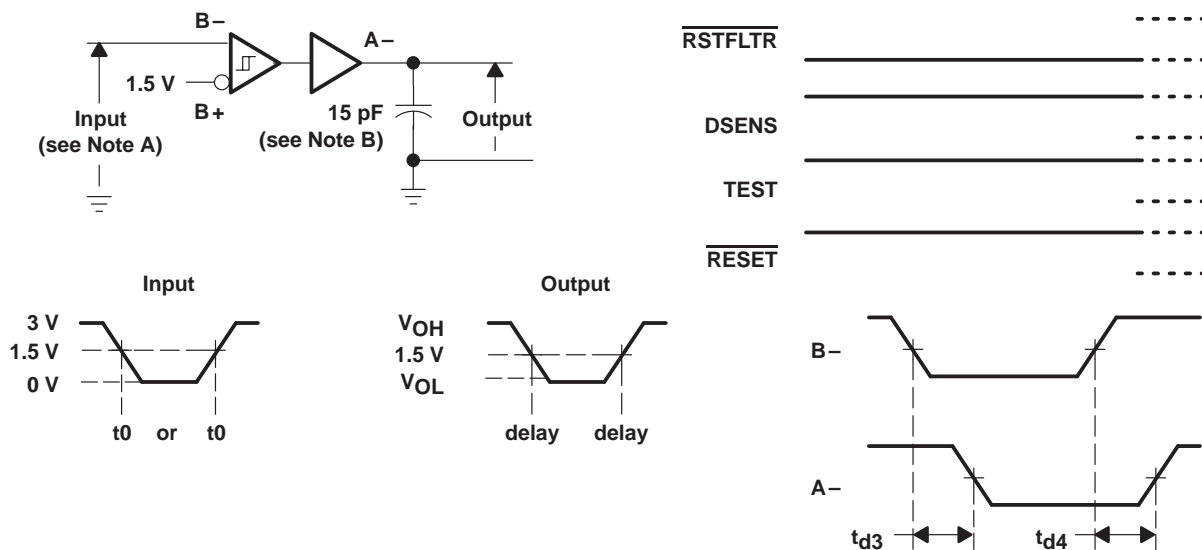 B–
A–
1.5 V
B+
Input
(see Note A)
15 pF
(see Note B)
Output
RSTFLTR
DSENS
TEST
RESET
Input
3 V
1.5 V
0 V
t0 or t0
Output
VOH
1.5 V
VOL
delay delay
B–
A–
td3
td4